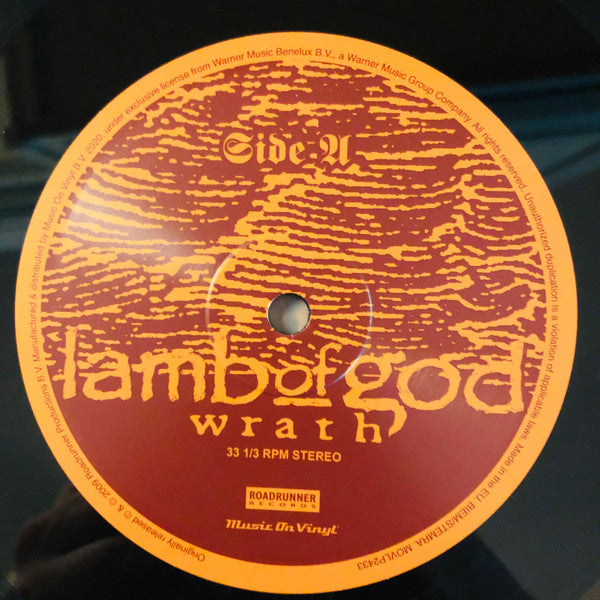 Side A
lamb of god
wrath
33 1/3 RPM STEREO
ROADRUNNER
RECORDS
Music On Vinyl
Originally released ℗ & © 2009 Roadrunner Productions B.V. Manufactured & distributed by Music On Vinyl B.V. 2020, under exclusive license from Warner Music Benelux B.V., a Warner Music Group Company. All rights reserved. Unauthorized duplication is a violation of applicable laws. Made in the EU. BIEM/STEMRA. MOVLP2433